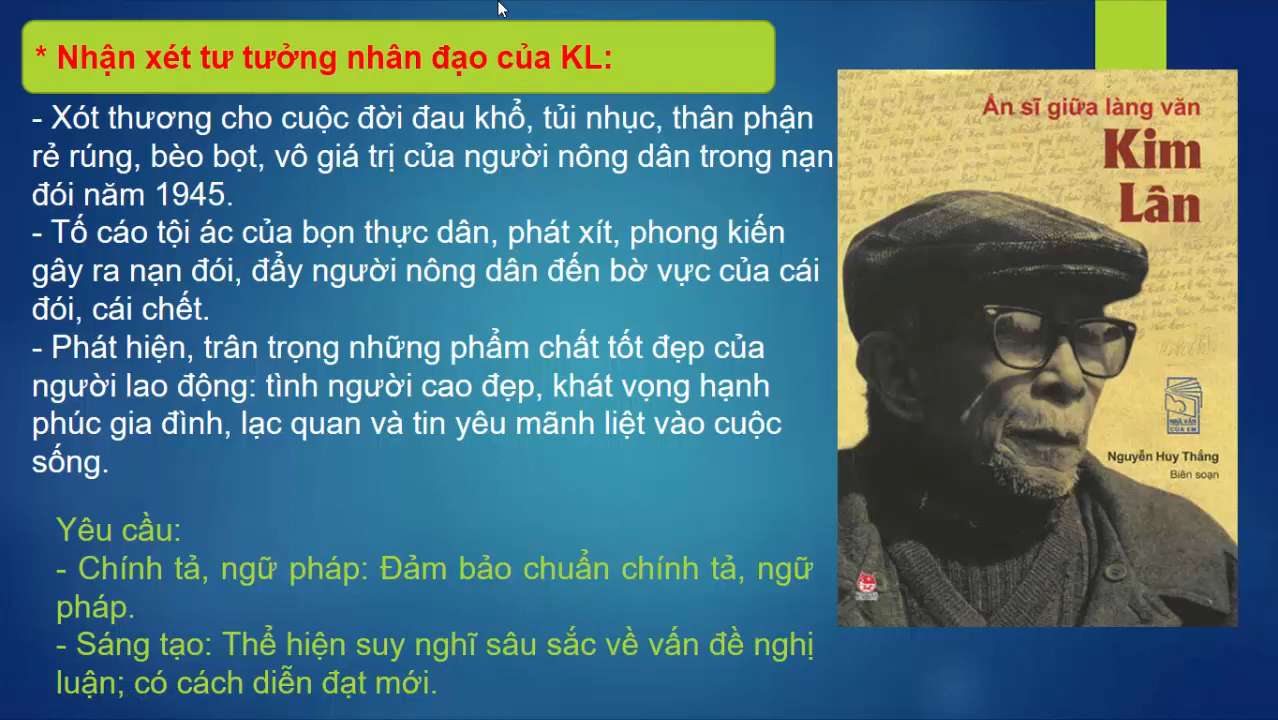 * Nhận xét tư tưởng nhân đạo của KL:
- Xót thương cho cuộc đời đau khổ, tủi nhục, thân phận
rẻ rúng, bèo bọt, vô giá trị của người nông dân trong nạn
đói năm 1945.
- Tố cáo tội ác của bọn thực dân, phát xít, phong kiến
gây ra nạn đói, đẩy người nông dân đến bờ vực của cái
đói, cái chết.
- Phát hiện, trân trọng những phẩm chất tốt đẹp của
người lao động: tình người cao đẹp, khát vọng hạnh
phúc gia đình, lạc quan và tin yêu mãnh liệt vào cuộc
sống.
Yêu cầu:
- Chính tả, ngữ pháp: Đảm bảo chuẩn chính tả, ngữ
pháp.
- Sáng tạo: Thể hiện suy nghĩ sâu sắc về vấn đề nghị
luận; có cách diễn đạt mới.
Ẩn sĩ giữa làng văn
Kim
Lân
NHÀ VĂN
CỦA EM
Nguyễn Huy Thắng
Biên soạn